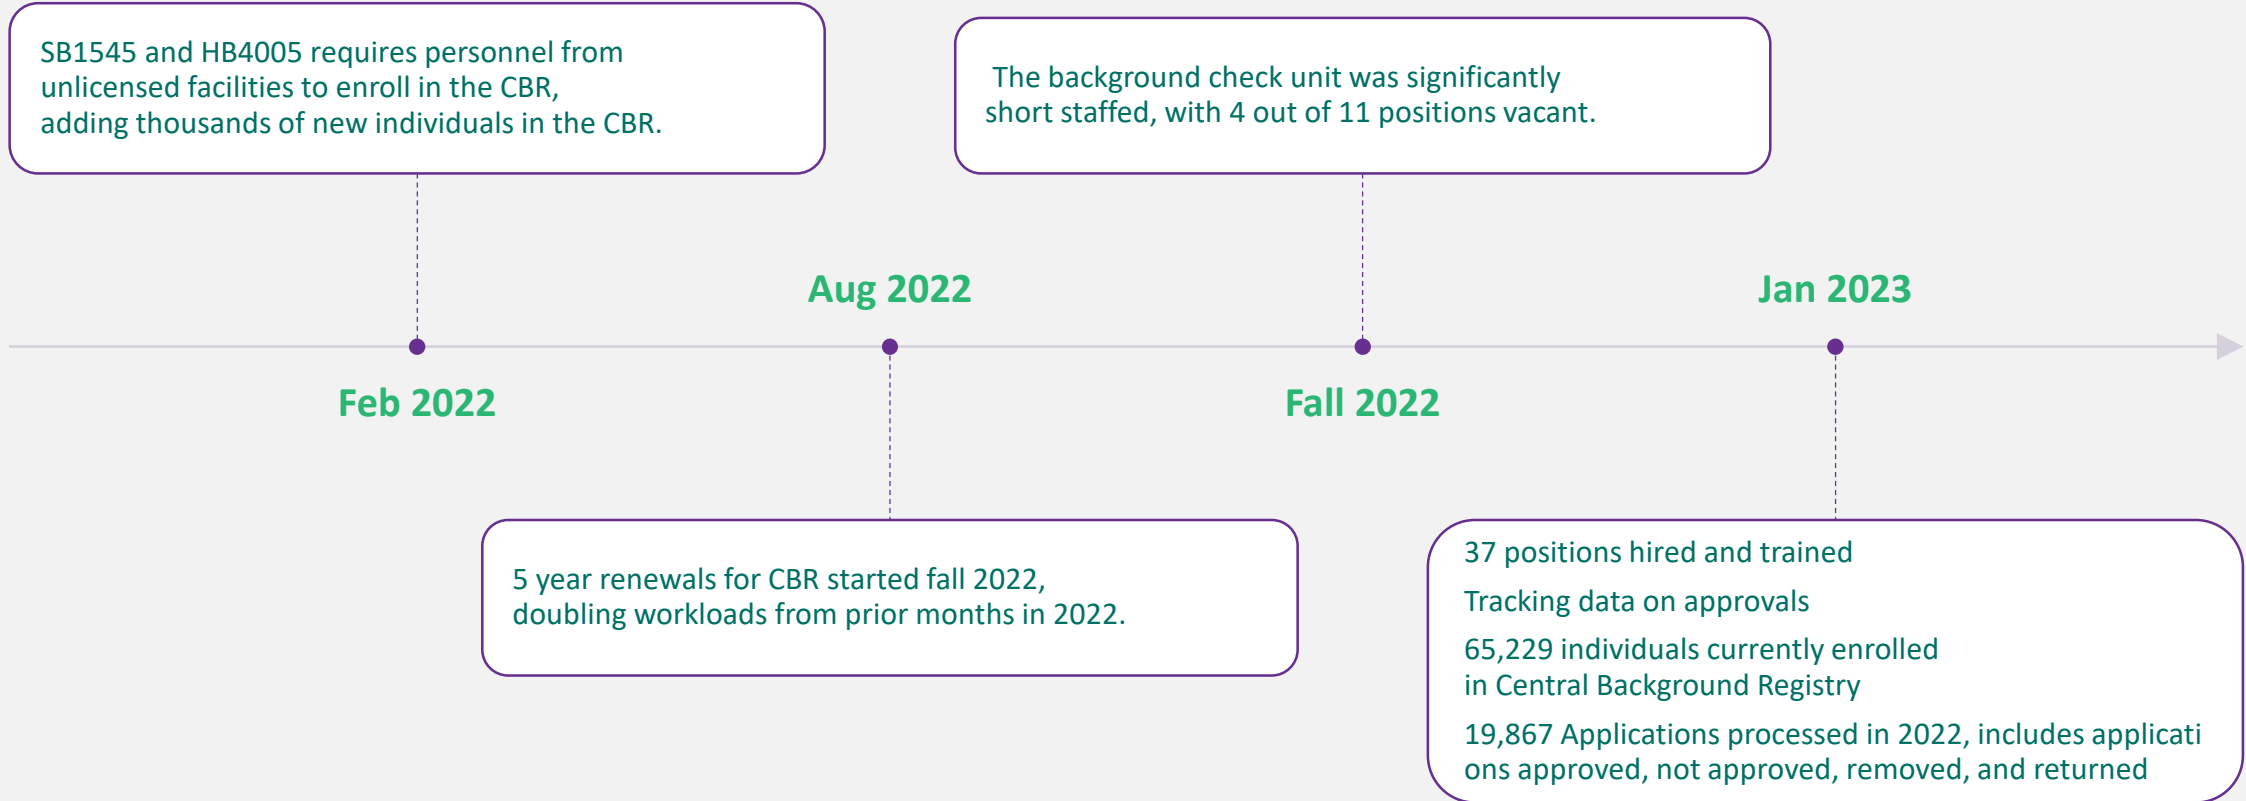 SB1545 and HB4005 requires personnel from
unlicensed facilities to enroll in the CBR,
adding thousands of new individuals in the CBR.
The background check unit was significantly
short staffed, with 4 out of 11 positions vacant.
Aug 2022
Jan 2023
Feb 2022
Fall 2022
5 year renewals for CBR started fall 2022,
doubling workloads from prior months in 2022.
37 positions hired and trained
Tracking data on approvals
65,229 individuals currently enrolled
in Central Background Registry
19,867 Applications processed in 2022, includes applicati
ons approved, not approved, removed, and returned